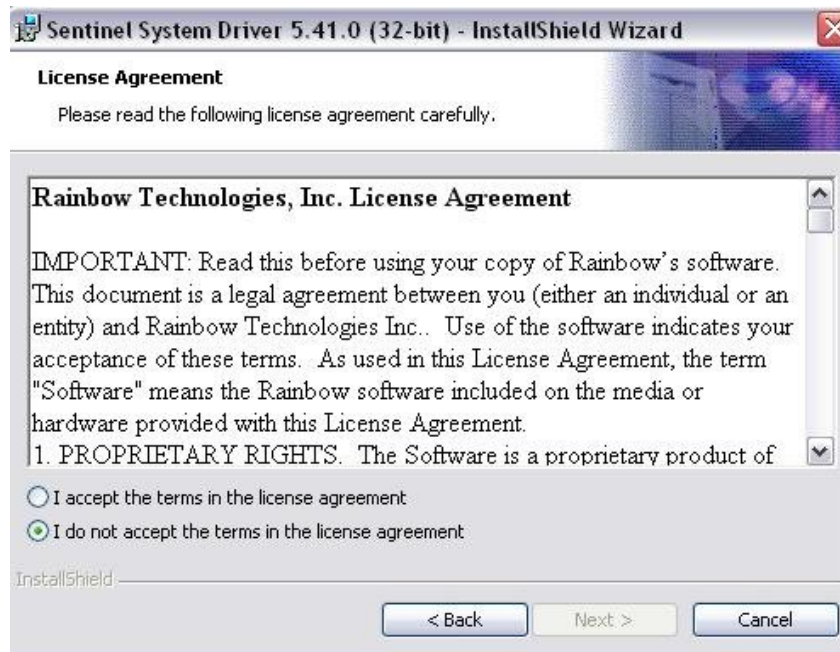 Sentinel System Driver 5.41.0 (32-bit) - InstallShield Wizard
License Agreement
Please read the following license agreement carefully.
Rainbow Technologies, Inc. License Agreement
IMPORTANT: Read this before using your copy of Rainbow's software.
This document is a legal agreement between you (either an individual or an
entity) and Rainbow Technologies Inc.. Use of the software indicates your
acceptance of these terms. As used in this License Agreement, the term
"Software" means the Rainbow software included on the media or
hardware provided with this License Agreement.
1. PROPRIETARY RIGHTS. The Software is a proprietary product of
I accept the terms in the license agreement
I do not accept the terms in the license agreement
InstallShield
< Back Next > Cancel